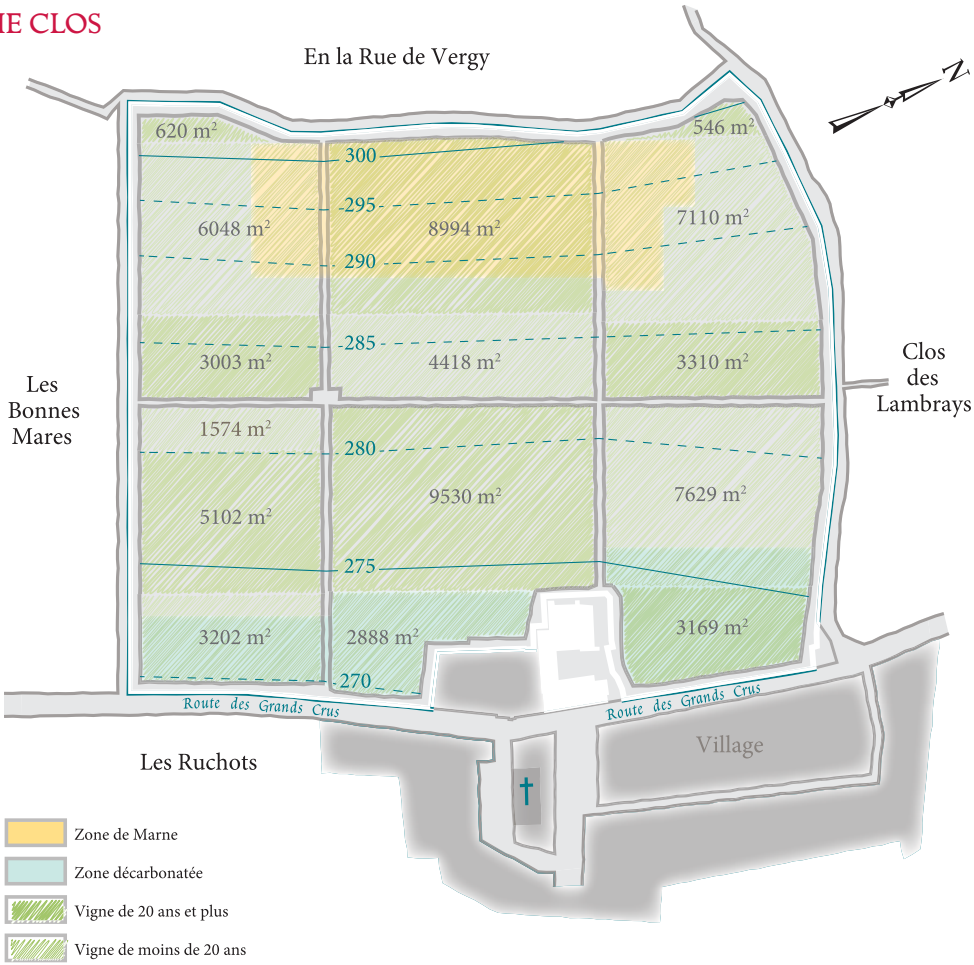 IE CLOS
En la Rue de Vergy
N
620 m²
546 m²
300
295
6048 m²
8994 m²
7110 m²
290
285
3003 m²
4418 m²
3310 m²
Les
Bonnes
Mares
Clos
des
Lambrays
1574 m²
280
9530 m²
7629 m²
5102 m²
275
3202 m²
2888 m²
3169 m²
270
Route des Grands Crus
Route des Grands Crus
Village
Les Ruchots
Zone de Marne
Zone décarbonatée
Vigne de 20 ans et plus
Vigne de moins de 20 ans